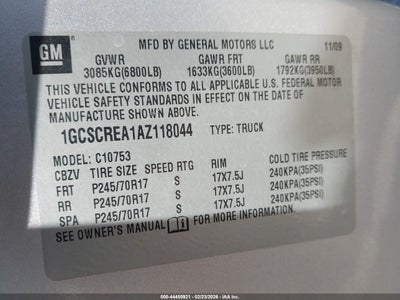 GM
MFD BY GENERAL MOTORS LLC 11/09
GVWR GAWR FRT GAWR RR
3085KG(6800LB) 1633KG(3600LB) 1792KG(3950LB)
THIS VEHICLE CONFORMS TO ALL APPLICABLE U.S. FEDERAL MOTOR
VEHICLE SAFETY STANDARDS IN EFFECT ON THE DATE OF
MANUFACTURE SHOWN ABOVE.
1GCSCREA1AZ118044 TYPE: TRUCK
MODEL: C10753
CBZV TIRE SIZE SPEED RTG RIM COLD TIRE PRESSURE
FRT P245/70R17 S 17X7.5J 240KPA(35PSI)
RR P245/70R17 S 17X7.5J 240KPA(35PSI)
SPA P245/70R17 S 17X7.5J 240KPA(35PSI)
SEE OWNER'S MANUAL FOR MORE INFORMATION.
000-44450921 - 02/23/2026 - IAA, Inc.